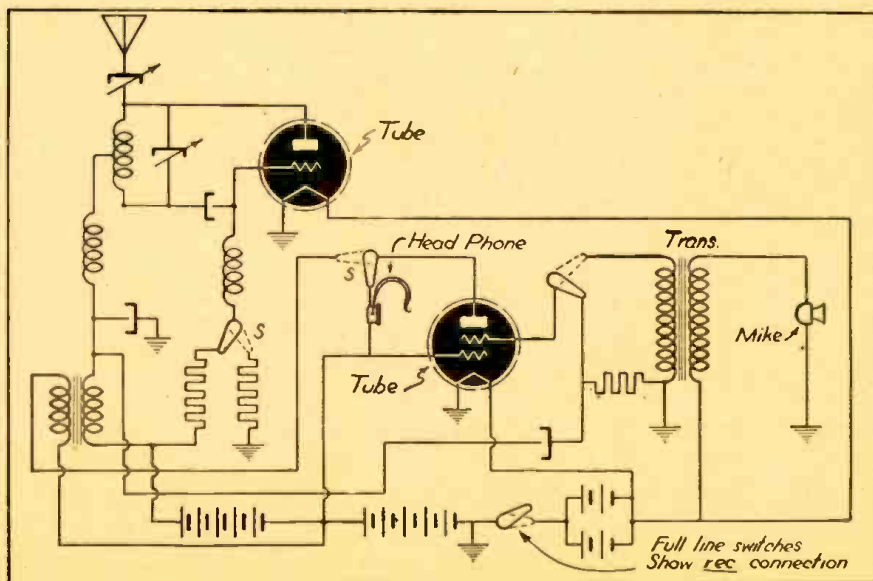 Tube
Head Phone
Trans.
S
S
Mike
Tube
Full line switches
Show rec connection